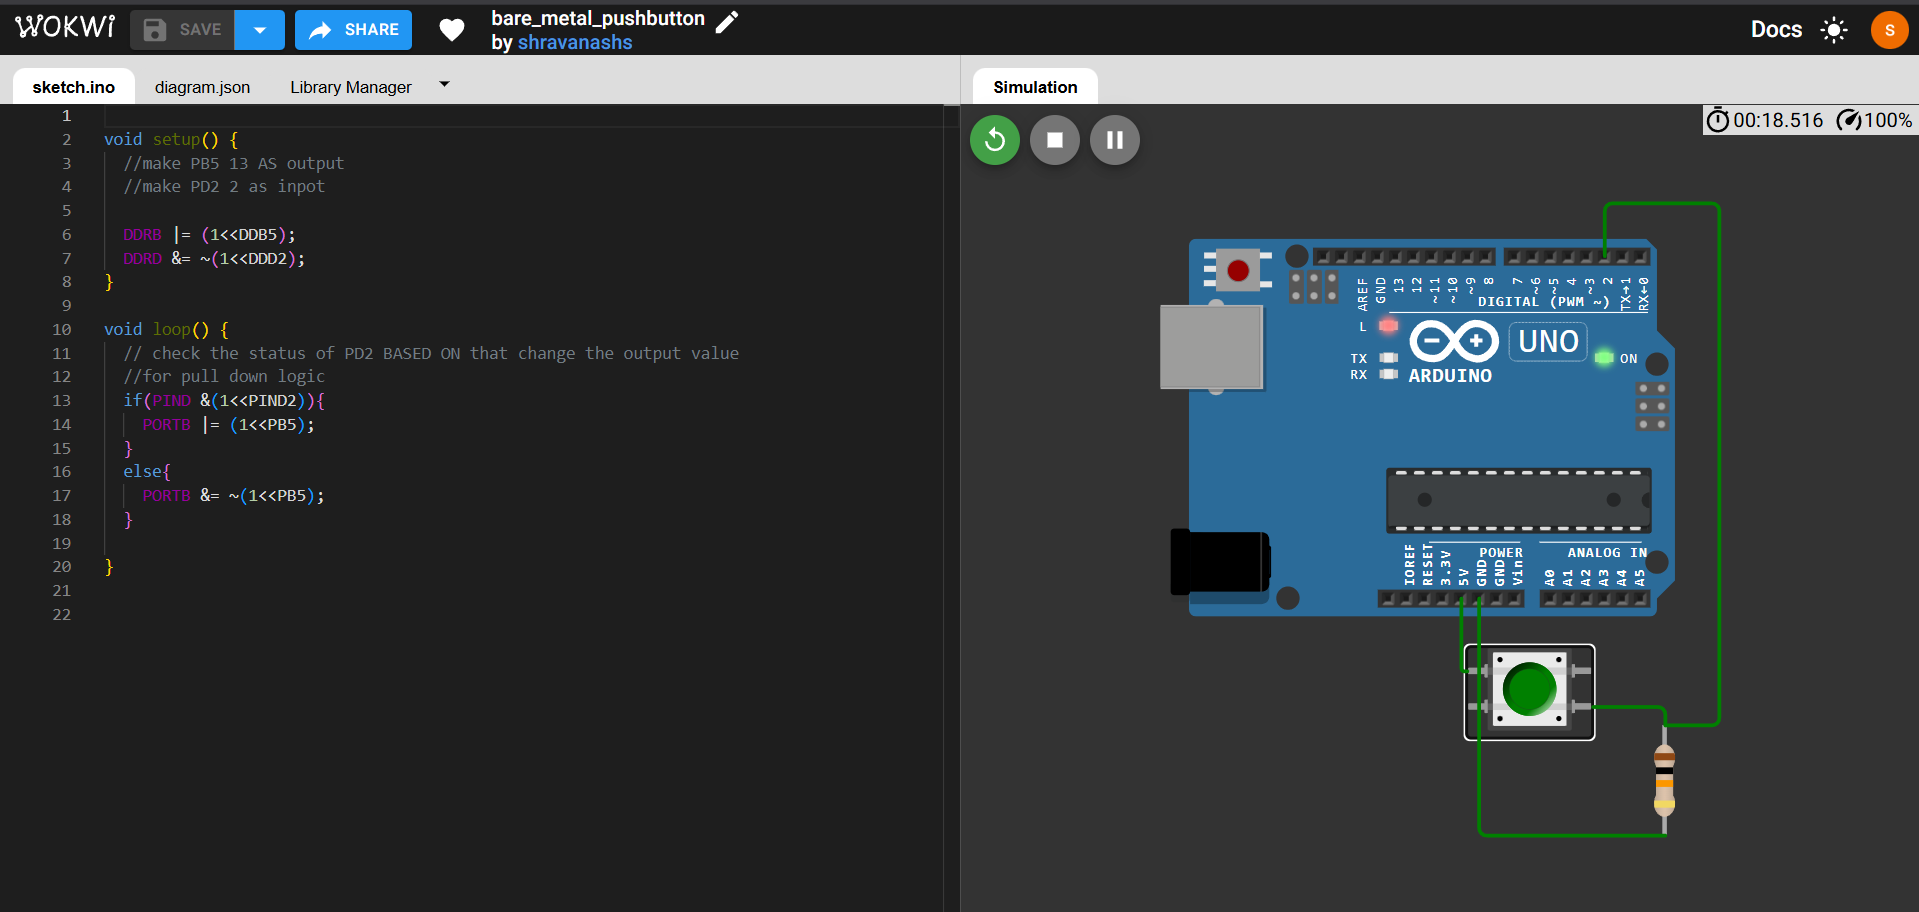 WOKWI
SAVE
SHARE
bare_metal_pushbutton
by shravanashs
Docs
S
sketch.ino
diagram.json
Library Manager
Simulation
1
2 void setup() {
3 //make PB5 13 AS output
4 //make PD2 2 as inpot
5
6 DDRB |= (1<<DDB5);
7 DDRD &= ~(1<<DDD2);
8 }
9
10 void loop() {
11 // check the status of PD2 BASED ON that change the output value
12 //for pull down logic
13 if(PIND &(1<<PIND2)){
14 PORTB |= (1<<PB5);
15 }
16 else{
17 PORTB &= ~(1<<PB5);
18 }
19
20 }
21
22
00:18.516
100%
AREF
GND
13
12
~11
~10
~9
8
7
~6
~5
4
~3
2
TX→1
RX←0
DIGITAL (PWM ~)
L
TX
RX
UNO
ON
ARDUINO
IOREF
RESET
3.3V
5V
GND
GND
Vin
POWER
ANALOG IN
A0
A1
A2
A3
A4
A5